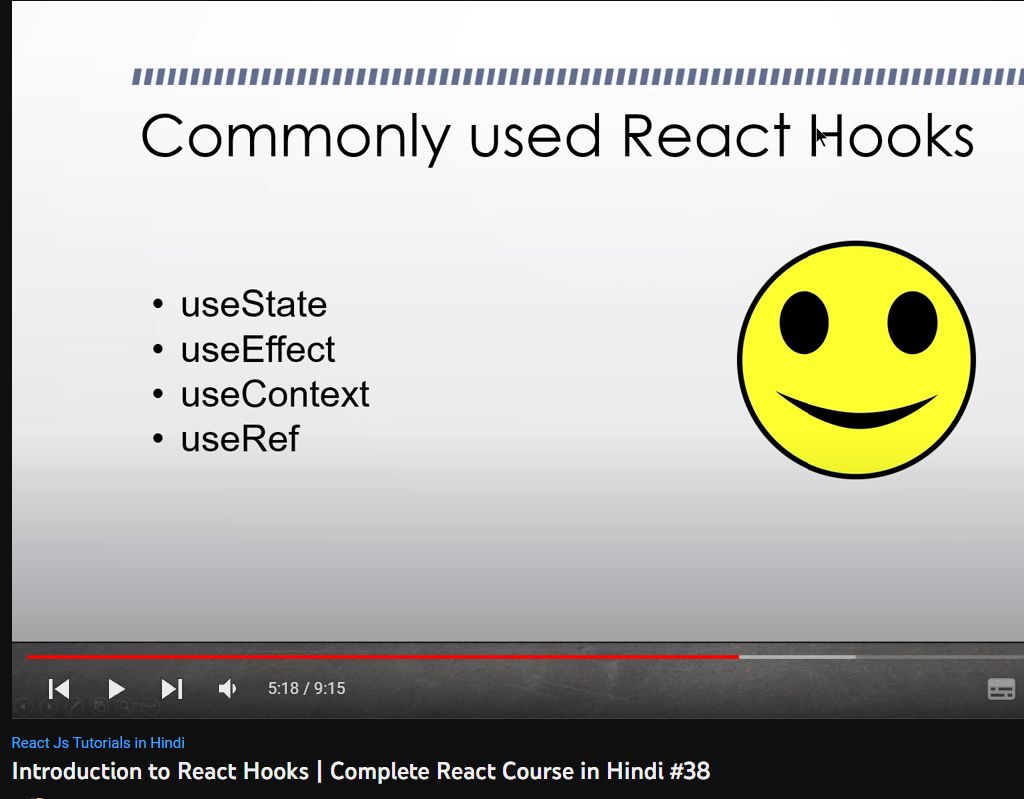 Commonly used React Hooks
• useState
• useEffect
• useContext
• useRef
5:18 / 9:15
React Js Tutorials in Hindi
Introduction to React Hooks | Complete React Course in Hindi #38